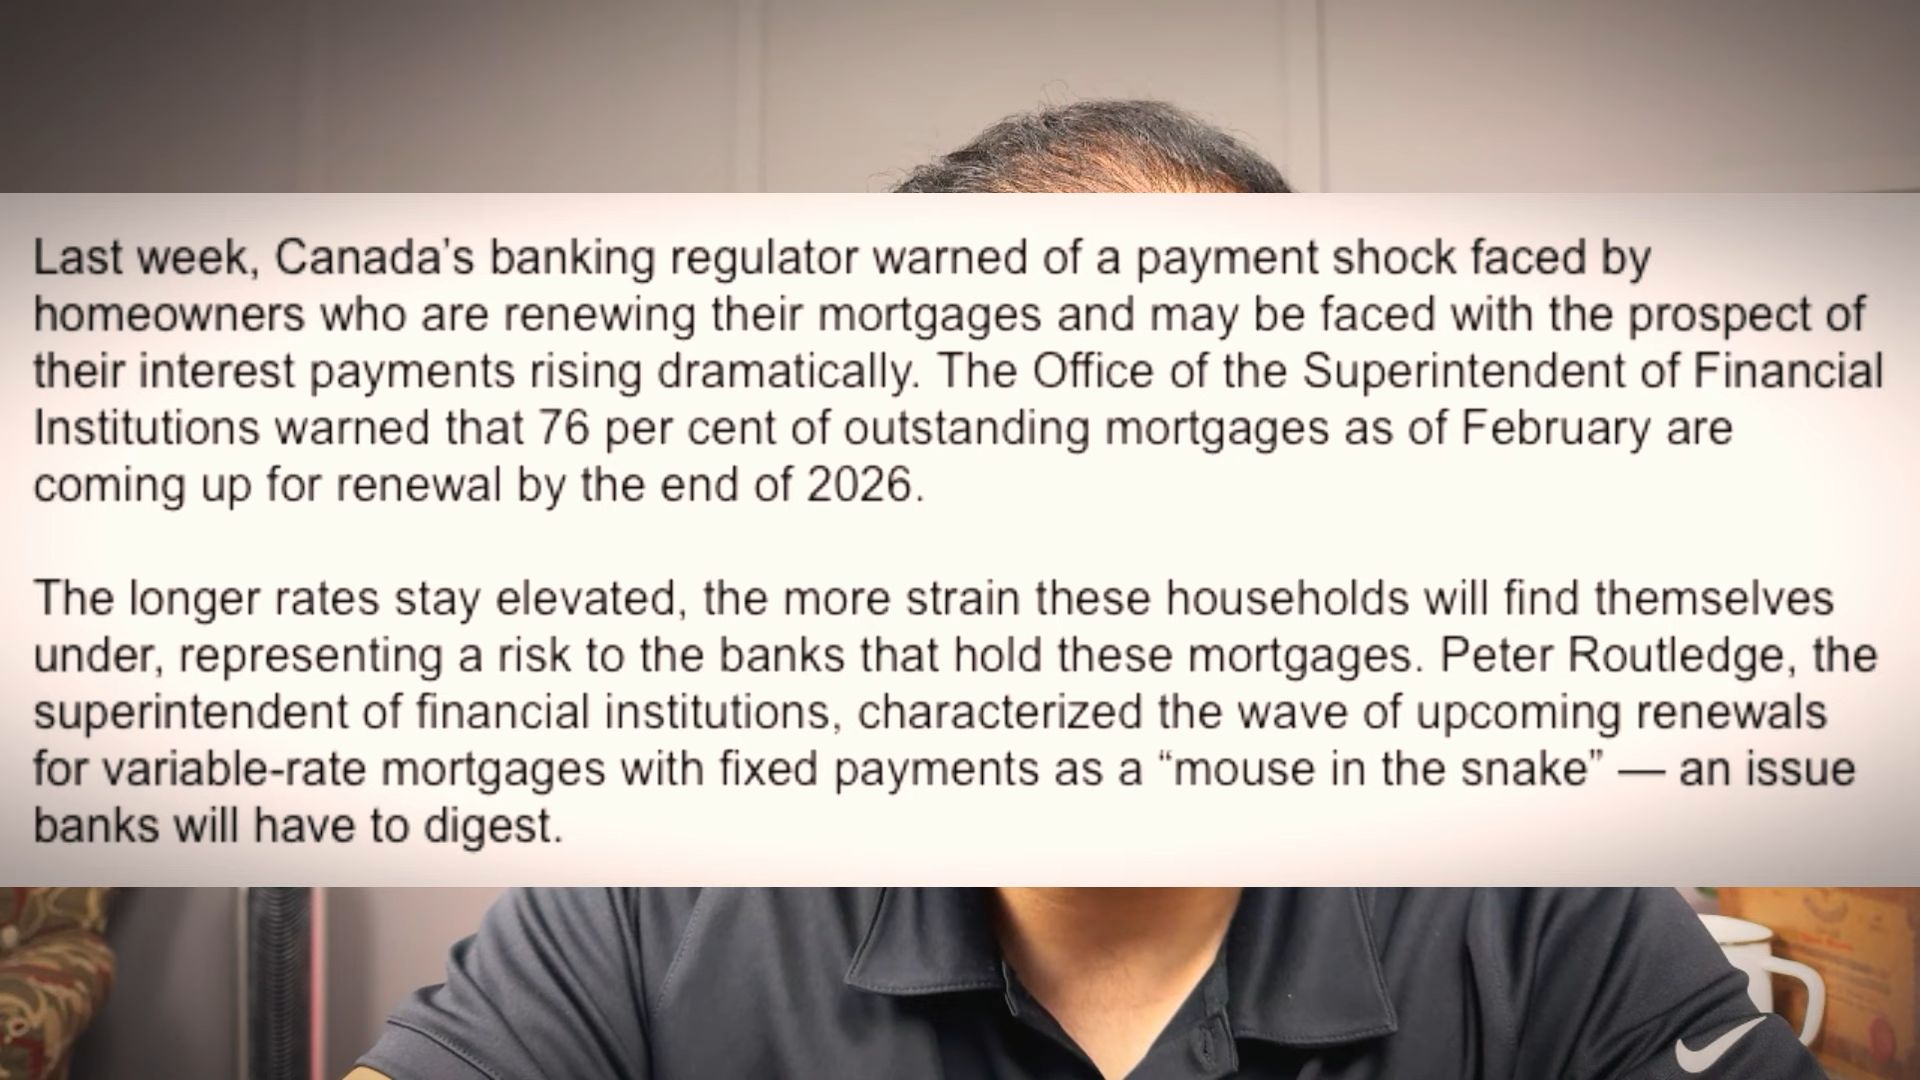 Last week, Canada’s banking regulator warned of a payment shock faced by
homeowners who are renewing their mortgages and may be faced with the prospect of
their interest payments rising dramatically. The Office of the Superintendent of Financial
Institutions warned that 76 per cent of outstanding mortgages as of February are
coming up for renewal by the end of 2026.
The longer rates stay elevated, the more strain these households will find themselves
under, representing a risk to the banks that hold these mortgages. Peter Routledge, the
superintendent of financial institutions, characterized the wave of upcoming renewals
for variable-rate mortgages with fixed payments as a “mouse in the snake” — an issue
banks will have to digest.